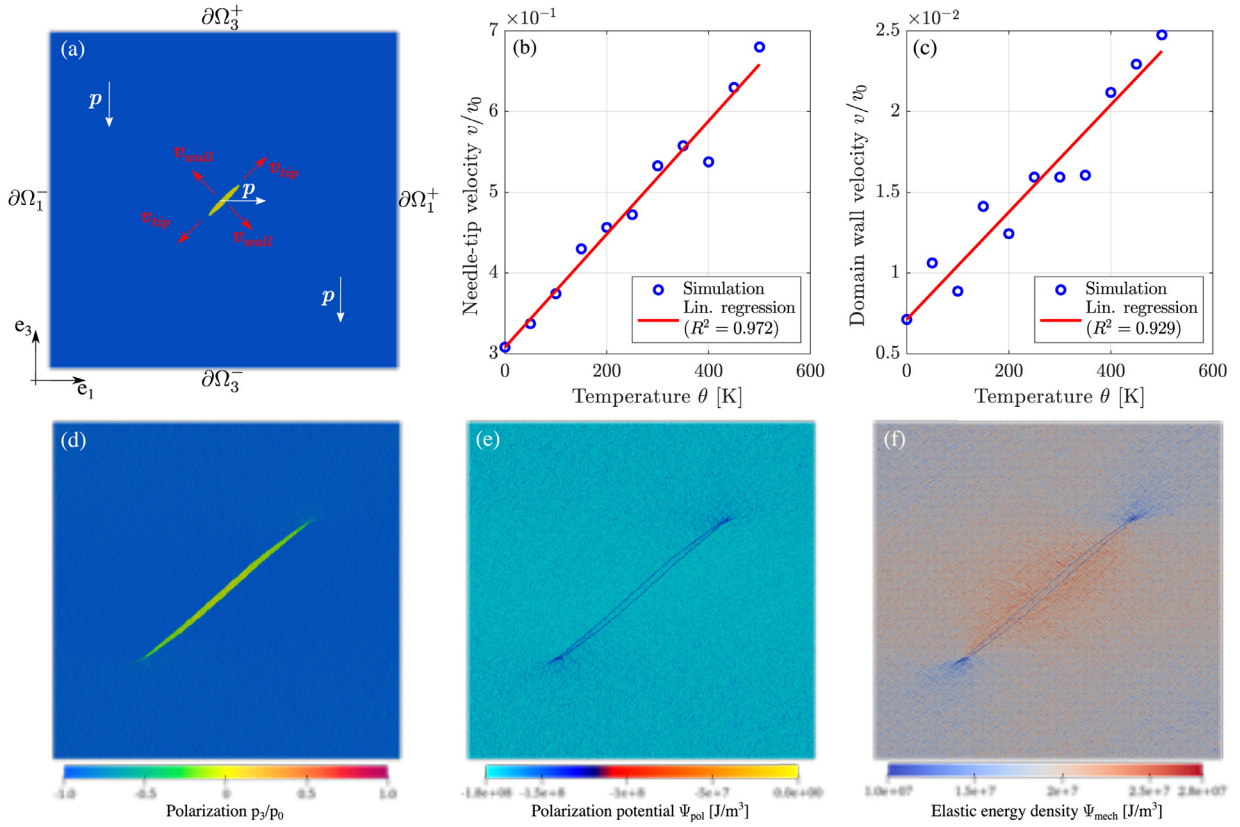 ∂Ω₃⁺
(a)
p
v_wall
v_tip
p
∂Ω₁⁻
∂Ω₁⁺
v_tip
v_wall
p
e₃
e₁
∂Ω₃⁻
×10⁻¹
(b)
7
6
5
4
3
Needle-tip velocity v/v₀
Simulation
Lin. regression
(R² = 0.972)
0 200 400 600
Temperature θ [K]
×10⁻²
(c)
2.5
2
1.5
1
0.5
Domain wall velocity v/v₀
Simulation
Lin. regression
(R² = 0.929)
0 200 400 600
Temperature θ [K]
(d)
-1.0 -0.5 0 0.5 1.0
Polarization p₃/p₀
(e)
-1.8e+08 -1.5e+8 -3e+7 0.0e+00
Polarization potential Ψ_pol [J/m³]
(f)
1.0e+07 1.5e+7 2e+7 2.5e+7 2.8e+07
Elastic energy density Ψ_mech [J/m³]